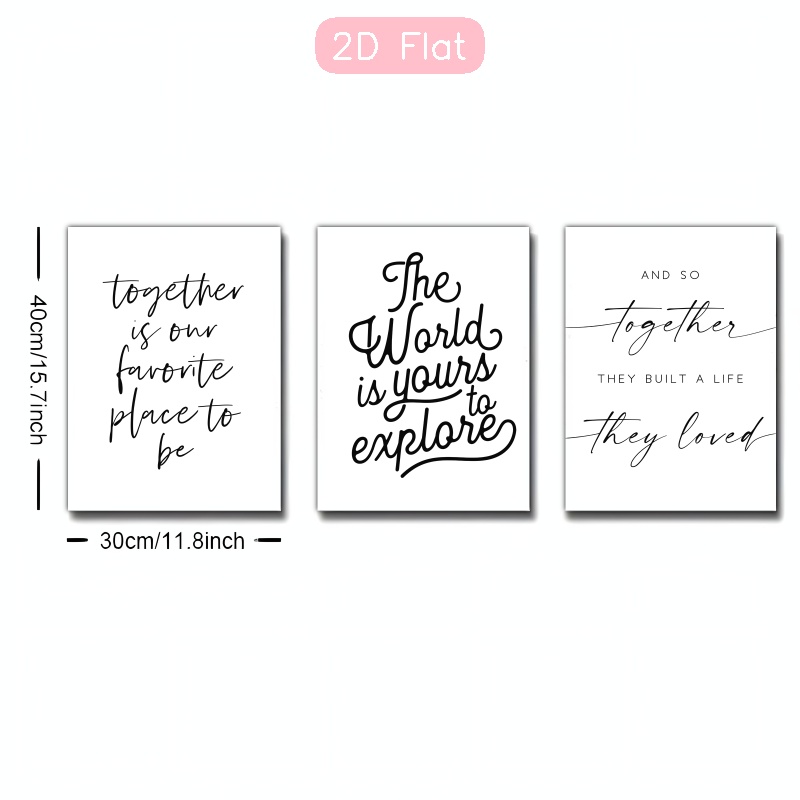 2D Flat
40cm/15.7inch
together
is our
favorite
place to
be
30cm/11.8inch
The
World
is yours
to
explore
AND SO
together
THEY BUILT A LIFE
they loved